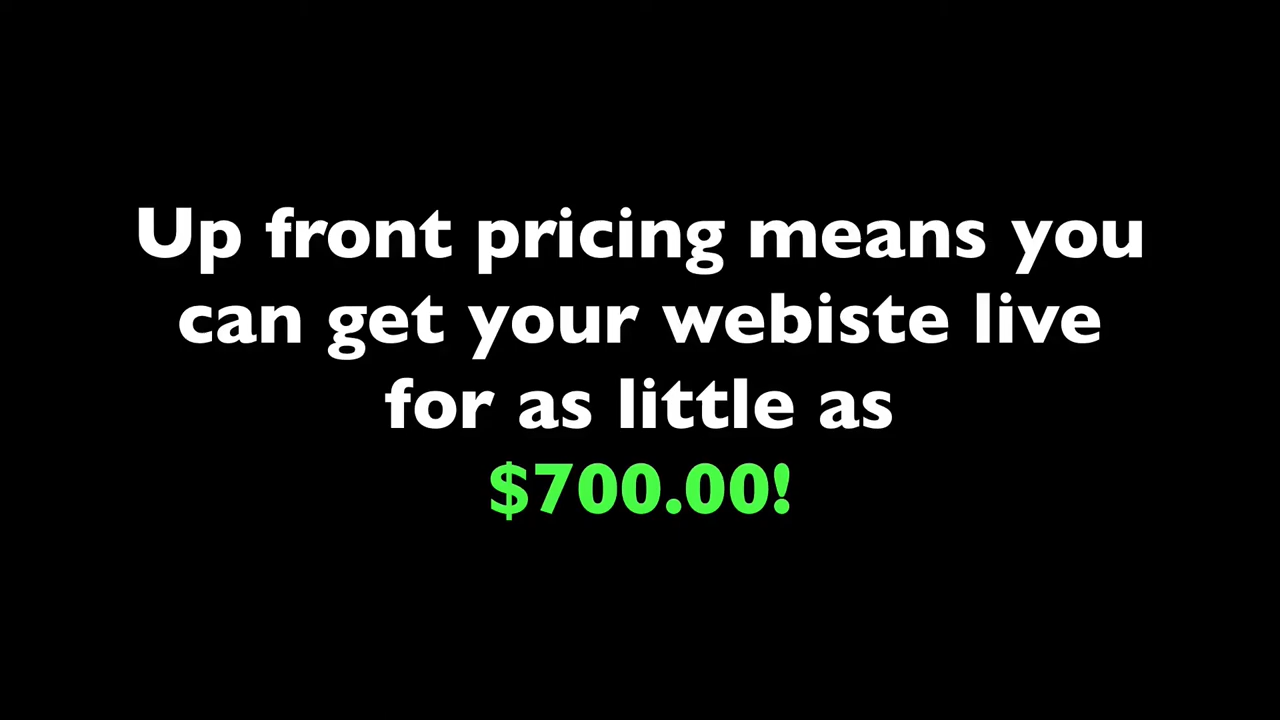 Up front pricing means you
can get your webiste live
for as little as
$700.00!